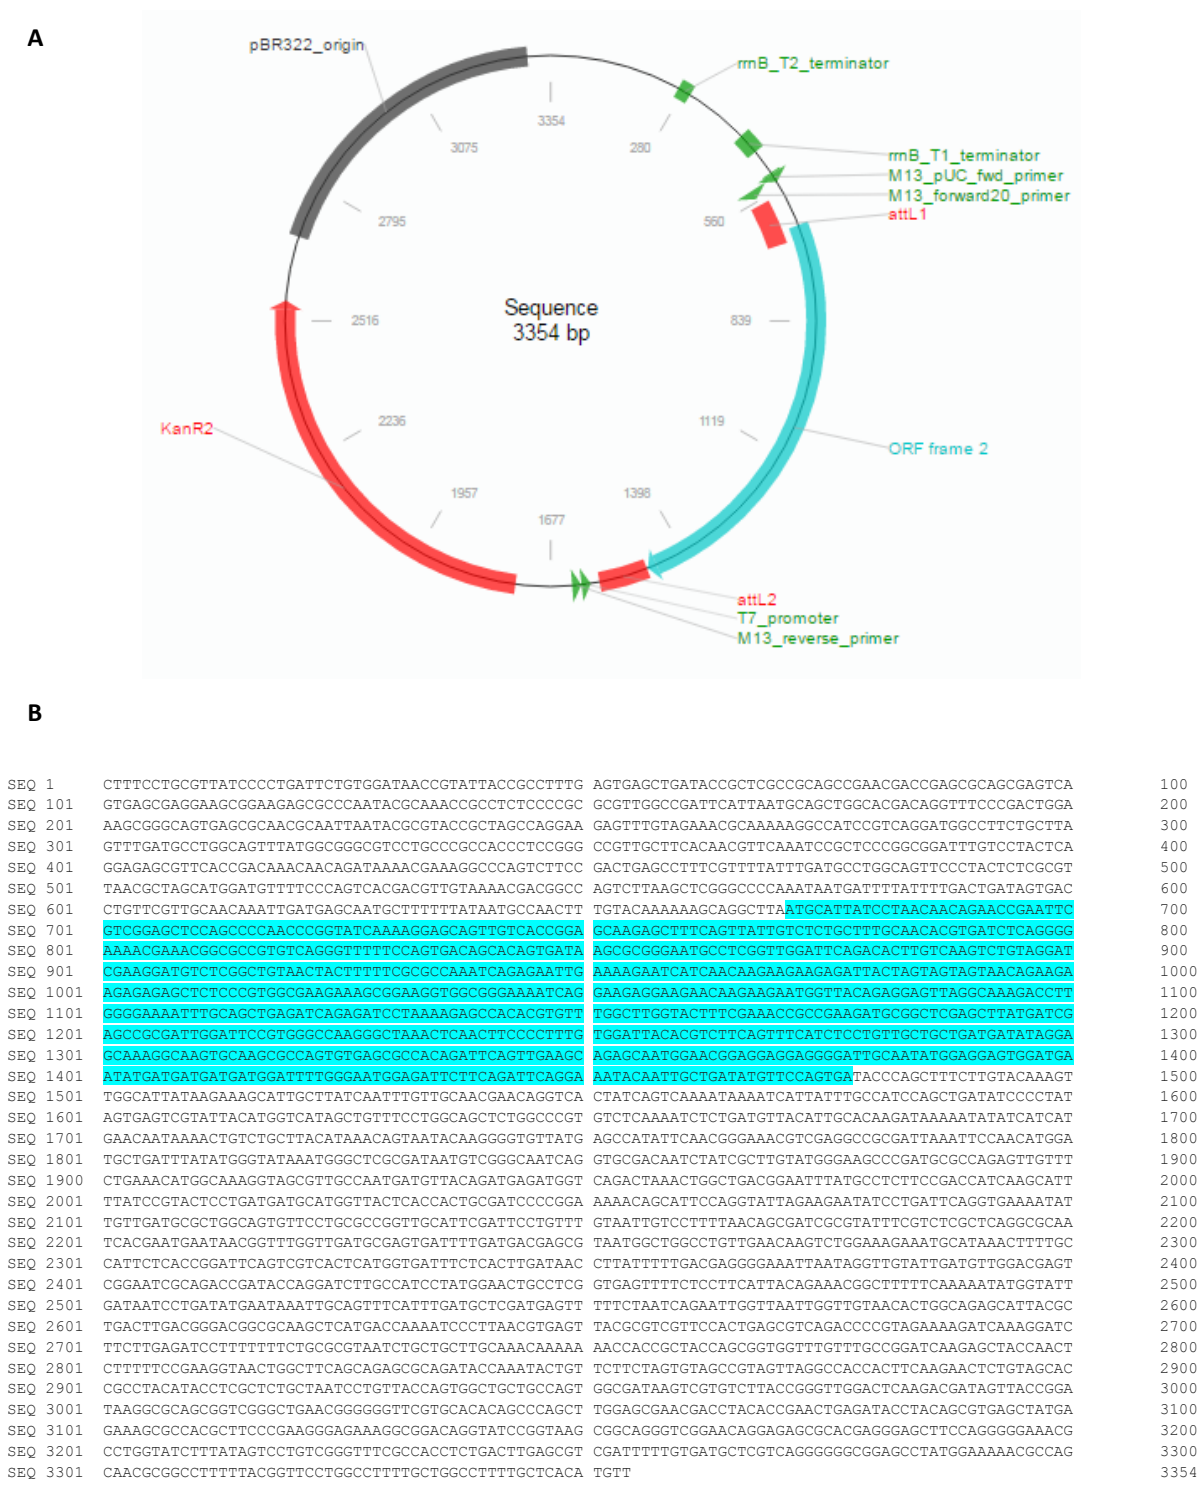 A
pBR322_origin
rrnB_T2_terminator
3354
3075
280
rrnB_T1_terminator
M13_pUC_fwd_primer
M13_forward20_primer
attL1
2795
560
Sequence
3354 bp
2516
839
KanR2
2236
1119
ORF frame 2
1957
1398
1677
attL2
T7_promoter
M13_reverse_primer
B
SEQ 1 CTTTCCTGCGTTATCCCCTGATTCTGTGGATAACCGTATTACCGCCTTTG AGTGAGCTGATACCGCTCGCCGCAGCCGAACGACCGAGCGCAGCGAGTCA 100
SEQ 101 GTGAGCGAGGAAGCGGAAGAGCGCCCAATACGCAAACCGCCTCTCCCCGC GCGTTGGCCGATTCATTAATGCAGCTGGCACGACAGGTTTCCCGACTGGA 200
SEQ 201 AAGCGGGCAGTGAGCGCAACGCAATTAATACGCGTACCGCTAGCCAGGAA GAGTTTGTAGAAACGCAAAAAGGCCATCCGTCAGGATGGCCTTCTGCTTA 300
SEQ 301 GTTTGATGCCTGGCAGTTTATGGCGGGCGTCCTGCCCGCCACCCTCCGGG CCGTTGCTTCACAACGTTCAAATCCGCTCCCGGCGGATTTGTCCTACTCA 400
SEQ 401 GGAGAGCGTTCACCGACAAACAACAGATAAAACGAAAGGCCCAGTCTTCC GACTGAGCCTTTCGTTTTATTTGATGCCTGGCAGTTCCCTACTCTCGCGT 500
SEQ 501 TAACGCTAGCATGGATGTTTTCCCAGTCACGACGTTGTAAAACGACGGCC AGTCTTAAGCTCGGGCCCCAAATAATGATTTTATTTTGACTGATAGTGAC 600
SEQ 601 CTGTTCGTTGCAACAAATTGATGAGCAATGCTTTTTTATAATGCCAACTT TGTACAAAAAAGCAGGCTTAATGCATTATCCTAACAACAGAACCGAATTC 700
SEQ 701 GTCGGAGCTCCAGCCCCAACCCGGTATCAAAAGGAGCAGTTGTCACCGGA GCAAGAGCTTTCAGTTATTGTCTCTGCTTTGCAACACGTGATCTCAGGGG 800
SEQ 801 AAAACGAAACGGCGCCGTGTCAGGGTTTTTCCAGTGACAGCACAGTGATA AGCGCGGGAATGCCTCGGTTGGATTCAGACACTTGTCAAGTCTGTAGGAT 900
SEQ 901 CGAAGGATGTCTCGGCTGTAACTACTTTTTCGCGCCAAATCAGAGAATTG AAAAGAATCATCAACAAGAAGAAGAGATTACTAGTAGTAGTAACAGAAGA 1000
SEQ 1001 AGAGAGAGCTCTCCCGTGGCGAAGAAAGCGGAAGGTGGCGGGAAAATCAG GAAGAGGAAGAACAAGAAGAATGGTTACAGAGGAGTTAGGCAAAGACCTT 1100
SEQ 1101 GGGGAAAATTTGCAGCTGAGATCAGAGATCCTAAAAGAGCCACACGTGTT TGGCTTGGTACTTTCGAAACCGCCGAAGATGCGGCTCGAGCTTATGATCG 1200
SEQ 1201 AGCCGCGATTGGATTCCGTGGGCCAAGGGCTAAACTCAACTTCCCCTTTG TGGATTACACGTCTTCAGTTTCATCTCCTGTTGCTGCTGATGATATAGGA 1300
SEQ 1301 GCAAAGGCAAGTGCAAGCGCCAGTGTGAGCGCCACAGATTCAGTTGAAGC AGAGCAATGGAACGGAGGAGGAGGGGATTGCAATATGGAGGAGTGGATGA 1400
SEQ 1401 ATATGATGATGATGATGGATTTTGGGAATGGAGATTCTTCAGATTCAGGA AATACAATTGCTGATATGTTCCAGTGATACCCAGCTTTCTTGTACAAAGT 1500
SEQ 1501 TGGCATTATAAGAAAGCATTGCTTATCAATTTGTTGCAACGAACAGGTCA CTATCAGTCAAAATAAAATCATTATTTGCCATCCAGCTGATATCCCCTAT 1600
SEQ 1601 AGTGAGTCGTATTACATGGTCATAGCTGTTTCCTGGCAGCTCTGGCCCGT GTCTCAAAATCTCTGATGTTACATTGCACAAGATAAAAATATATCATCAT 1700
SEQ 1701 GAACAATAAAACTGTCTGCTTACATAAACAGTAATACAAGGGGTGTTATG AGCCATATTCAACGGGAAACGTCGAGGCCGCGATTAAATTCCAACATGGA 1800
SEQ 1801 TGCTGATTTATATGGGTATAAATGGGCTCGCGATAATGTCGGGCAATCAG GTGCGACAATCTATCGCTTGTATGGGAAGCCCGATGCGCCAGAGTTGTTT 1900
SEQ 1900 CTGAAACATGGCAAAGGTAGCGTTGCCAATGATGTTACAGATGAGATGGT CAGACTAAACTGGCTGACGGAATTTATGCCTCTTCCGACCATCAAGCATT 2000
SEQ 2001 TTATCCGTACTCCTGATGATGCATGGTTACTCACCACTGCGATCCCCGGA AAAACAGCATTCCAGGTATTAGAAGAATATCCTGATTCAGGTGAAAATAT 2100
SEQ 2101 TGTTGATGCGCTGGCAGTGTTCCTGCGCCGGTTGCATTCGATTCCTGTTT GTAATTGTCCTTTTAACAGCGATCGCGTATTTCGTCTCGCTCAGGCGCAA 2200
SEQ 2201 TCACGAATGAATAACGGTTTGGTTGATGCGAGTGATTTTGATGACGAGCG TAATGGCTGGCCTGTTGAACAAGTCTGGAAAGAAATGCATAAACTTTTGC 2300
SEQ 2301 CATTCTCACCGGATTCAGTCGTCACTCATGGTGATTTCTCACTTGATAAC CTTATTTTTGACGAGGGGAAATTAATAGGTTGTATTGATGTTGGACGAGT 2400
SEQ 2401 CGGAATCGCAGACCGATACCAGGATCTTGCCATCCTATGGAACTGCCTCG GTGAGTTTTCTCCTTCATTACAGAAACGGCTTTTTCAAAAATATGGTATT 2500
SEQ 2501 GATAATCCTGATATGAATAAATTGCAGTTTCATTTGATGCTCGATGAGTT TTTCTAATCAGAATTGGTTAATTGGTTGTAACACTGGCAGAGCATTACGC 2600
SEQ 2601 TGACTTGACGGGACGGCGCAAGCTCATGACCAAAATCCCTTAACGTGAGT TACGCGTCGTTCCACTGAGCGTCAGACCCCGTAGAAAAGATCAAAGGATC 2700
SEQ 2701 TTCTTGAGATCCTTTTTTTCTGCGCGTAATCTGCTGCTTGCAAACAAAAA AACCACCGCTACCAGCGGTGGTTTGTTTGCCGGATCAAGAGCTACCAACT 2800
SEQ 2801 CTTTTTCCGAAGGTAACTGGCTTCAGCAGAGCGCAGATACCAAATACTGT TCTTCTAGTGTAGCCGTAGTTAGGCCACCACTTCAAGAACTCTGTAGCAC 2900
SEQ 2901 CGCCTACATACCTCGCTCTGCTAATCCTGTTACCAGTGGCTGCTGCCAGT GGCGATAAGTCGTGTCTTACCGGGTTGGACTCAAGACGATAGTTACCGGA 3000
SEQ 3001 TAAGGCGCAGCGGTCGGGCTGAACGGGGGGTTCGTGCACACAGCCCAGCTT TGGAGCGAACGACCTACACCGAACTGAGATACCTACAGCGTGAGCTATGA 3100
SEQ 3101 GAAAGCGCCACGCTTCCCGAAGGGAGAAAGGCGGACAGGTATCCGGTAAG CGGCAGGGTCGGAACAGGAGAGCGCACGAGGGAGCTTCCAGGGGGAAACG 3200
SEQ 3201 CCTGGTATCTTTATAGTCCTGTCGGGTTTCGCCACCTCTGACTTGAGCGT CGATTTTTGTGATGCTCGTCAGGGGGGCGGAGCCTATGGAAAAACGCCAG 3300
SEQ 3301 CAACGCGGCCTTTTTACGGTTCCTGGCCTTTTGCTGGCCTTTTGCTCACA TGTT 3354